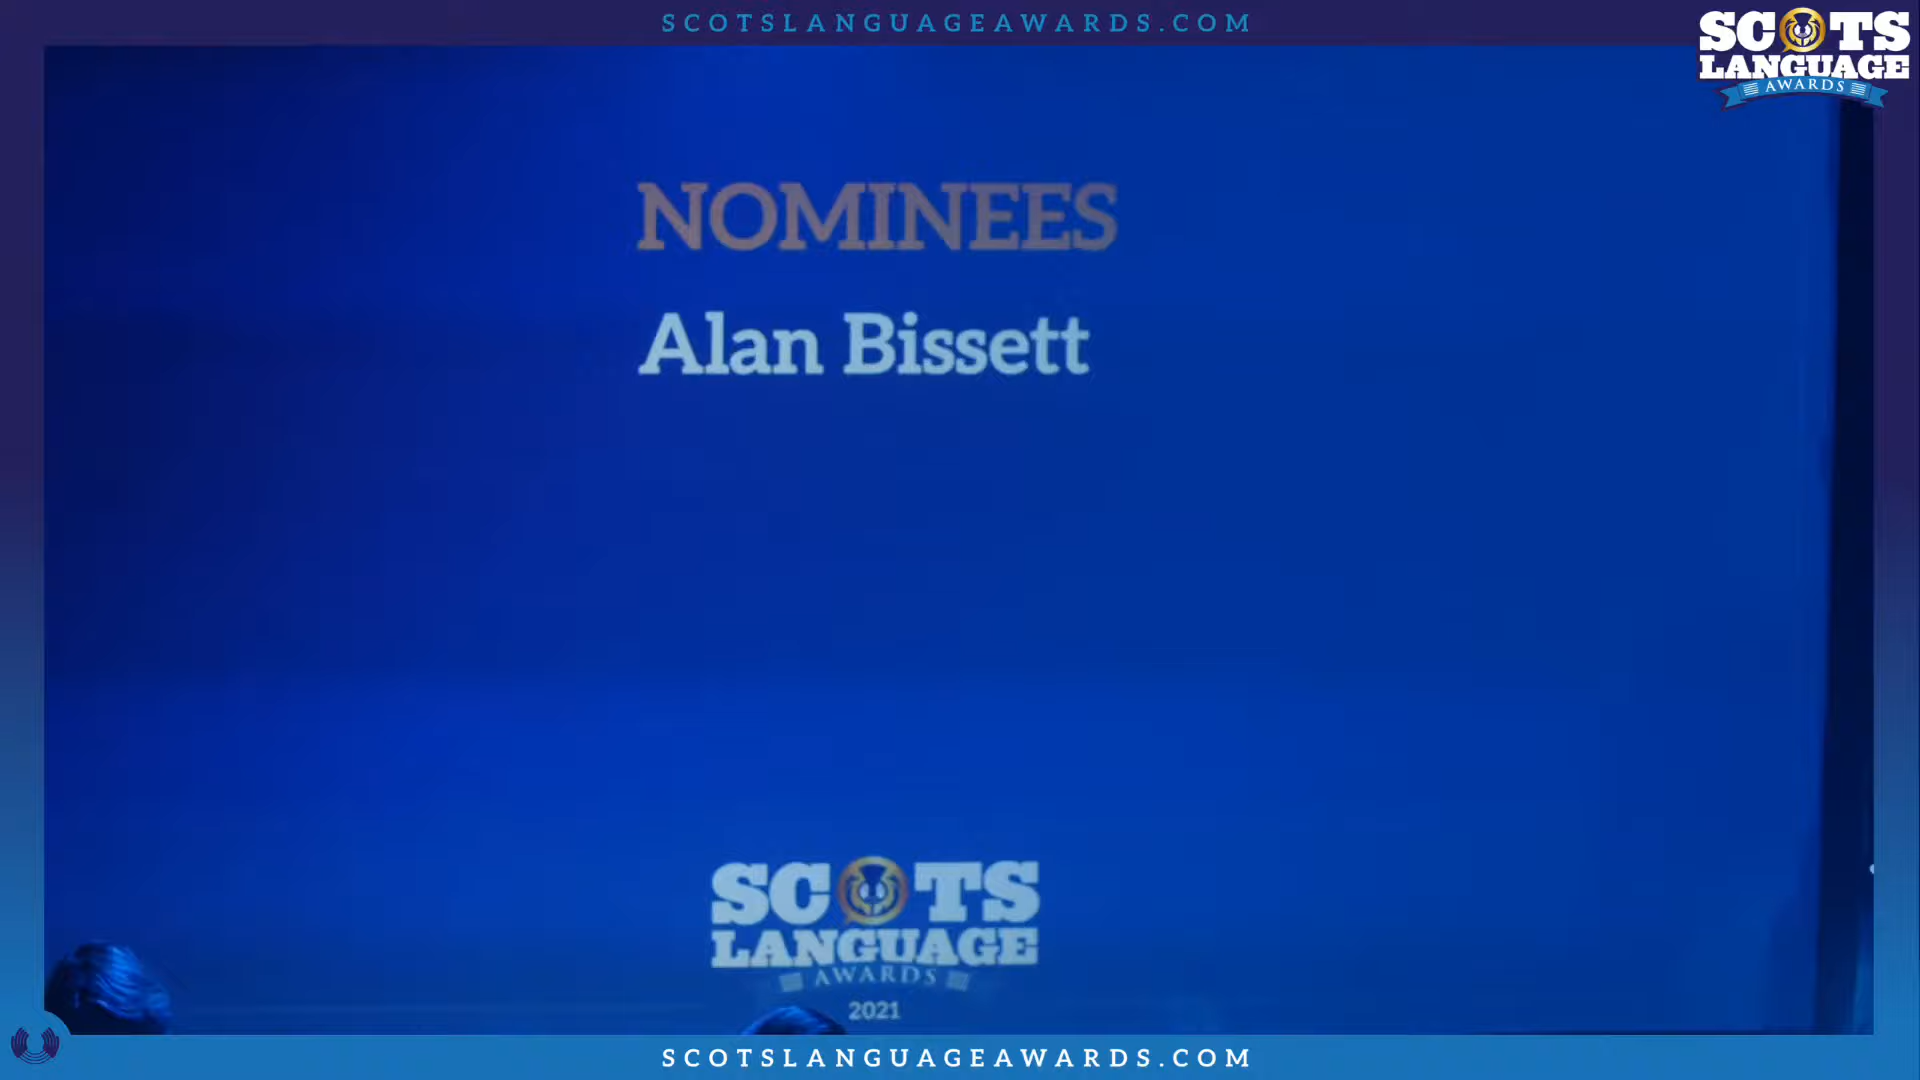 SCOTSLANGUAGEAWARDS.COM
SCOTS
LANGUAGE
AWARDS
NOMINEES
Alan Bissett
SCOTS
LANGUAGE
AWARDS
2021
SCOTSLANGUAGEAWARDS.COM